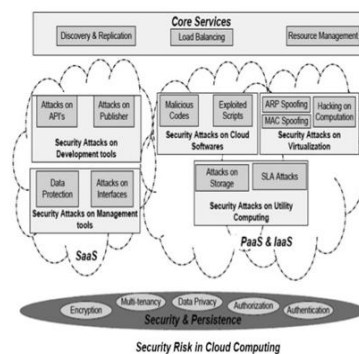 Core Services
Discovery & Replication
Load Balancing
Resource Management
Attacks on
API's
Attacks on
Publisher
Security Attacks on
Development tools
Data
Protection
Attacks on
Interfaces
Security Attacks on Management
tools
SaaS
Malicious
Codes
Exploited
Scripts
Security Attacks on Cloud
Softwares
ARP Spoofing
MAC Spoofing
Hacking on
Computation
Security Attacks on Virtualization
Attacks on
Storage
SLA Attacks
Security Attacks on Utility
Computing
PaaS & IaaS
Encryption
Multi-tenancy
Data Privacy
Authorization
Authentication
Security & Persistence
Security Risk in Cloud Computing